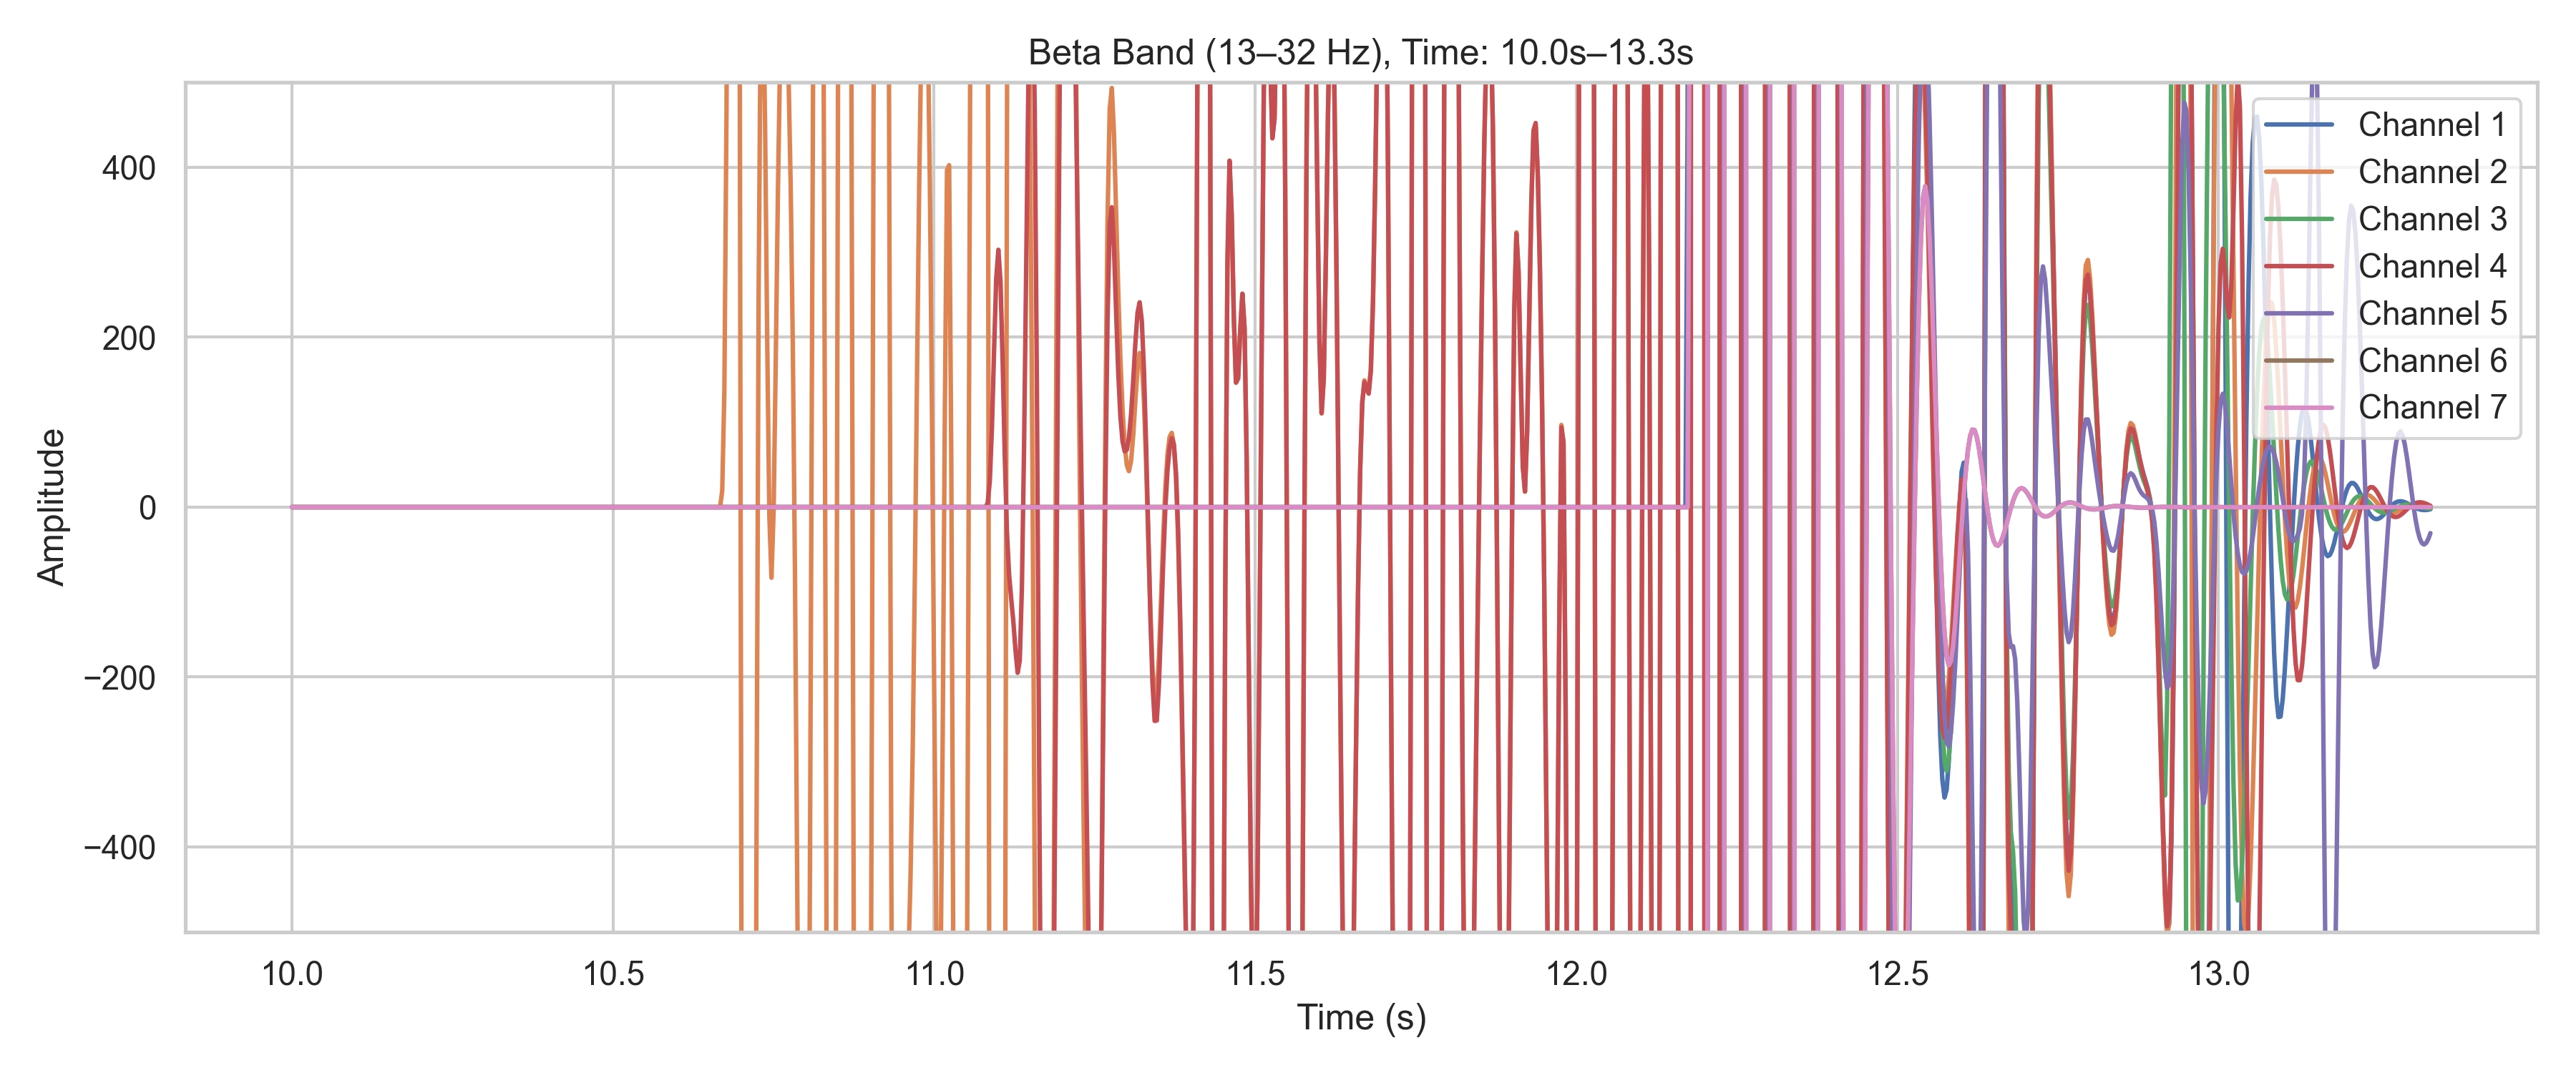 Beta Band (13–32 Hz), Time: 10.0s–13.3s
Amplitude
400
200
0
−200
−400
10.0
10.5
11.0
11.5
12.0
12.5
13.0
Time (s)
Channel 1
Channel 2
Channel 3
Channel 4
Channel 5
Channel 6
Channel 7